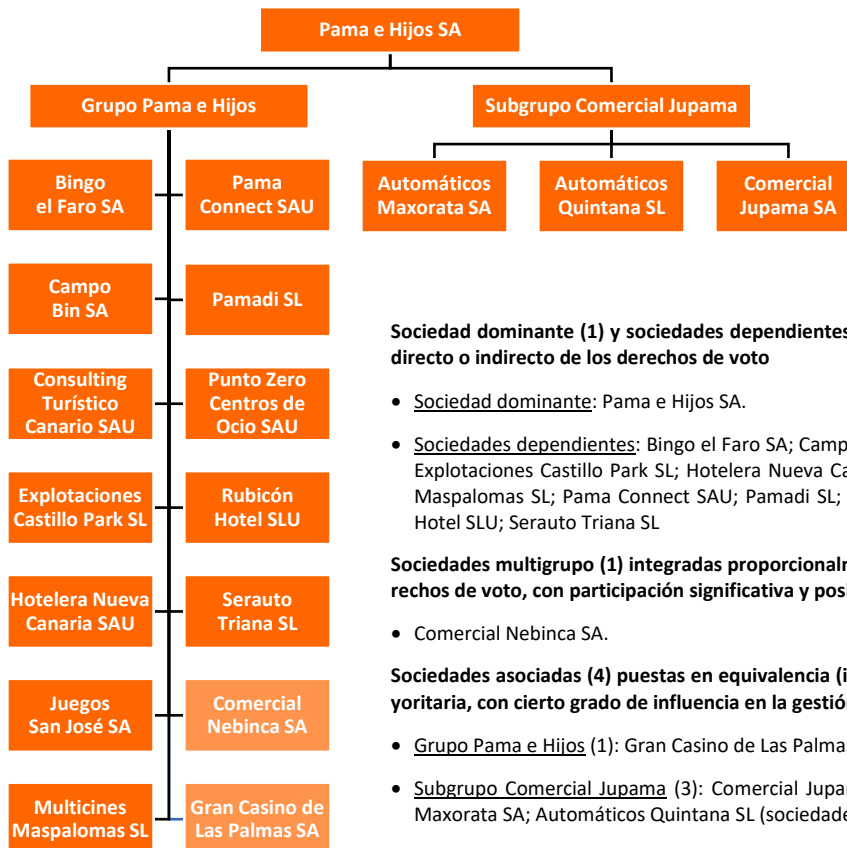 Pama e Hijos SA
Grupo Pama e Hijos
Subgrupo Comercial Jupama
Bingo
el Faro SA
Pama
Connect SAU
Automáticos
Maxorata SA
Automáticos
Quintana SL
Comercial
Jupama SA
Campo
Bin SA
Pamadi SL
Consulting
Turístico
Canario SAU
Punto Zero
Centros de
Ocio SAU
Explotaciones
Castillo Park SL
Rubicón
Hotel SLU
Hotelera Nueva
Canaria SAU
Serauto
Triana SL
Juegos
San José SA
Comercial
Nebinca SA
Multicines
Maspalomas SL
Gran Casino de
Las Palmas SA
Sociedad dominante (1) y sociedades dependientes
directo o indirecto de los derechos de voto
• Sociedad dominante: Pama e Hijos SA.
• Sociedades dependientes: Bingo el Faro SA; Camp
Explotaciones Castillo Park SL; Hotelera Nueva Ca
Maspalomas SL; Pama Connect SAU; Pamadi SL;
Hotel SLU; Serauto Triana SL
Sociedades multigrupo (1) integradas proporcional
rechos de voto, con participación significativa y posi
• Comercial Nebinca SA.
Sociedades asociadas (4) puestas en equivalencia (i
yoritaria, con cierto grado de influencia en la gestión
• Grupo Pama e Hijos (1): Gran Casino de Las Palmas
• Subgrupo Comercial Jupama (3): Comercial Jupa
Maxorata SA; Automáticos Quintana SL (sociedade